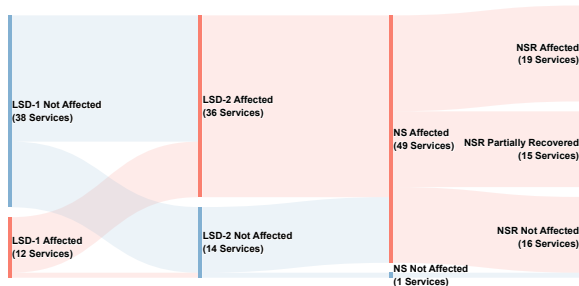 LSD-1 Not Affected
(38 Services)
LSD-1 Affected
(12 Services)
LSD-2 Affected
(36 Services)
LSD-2 Not Affected
(14 Services)
NS Affected
(49 Services)
NS Not Affected
(1 Services)
NSR Affected
(19 Services)
NSR Partially Recovered
(15 Services)
NSR Not Affected
(16 Services)